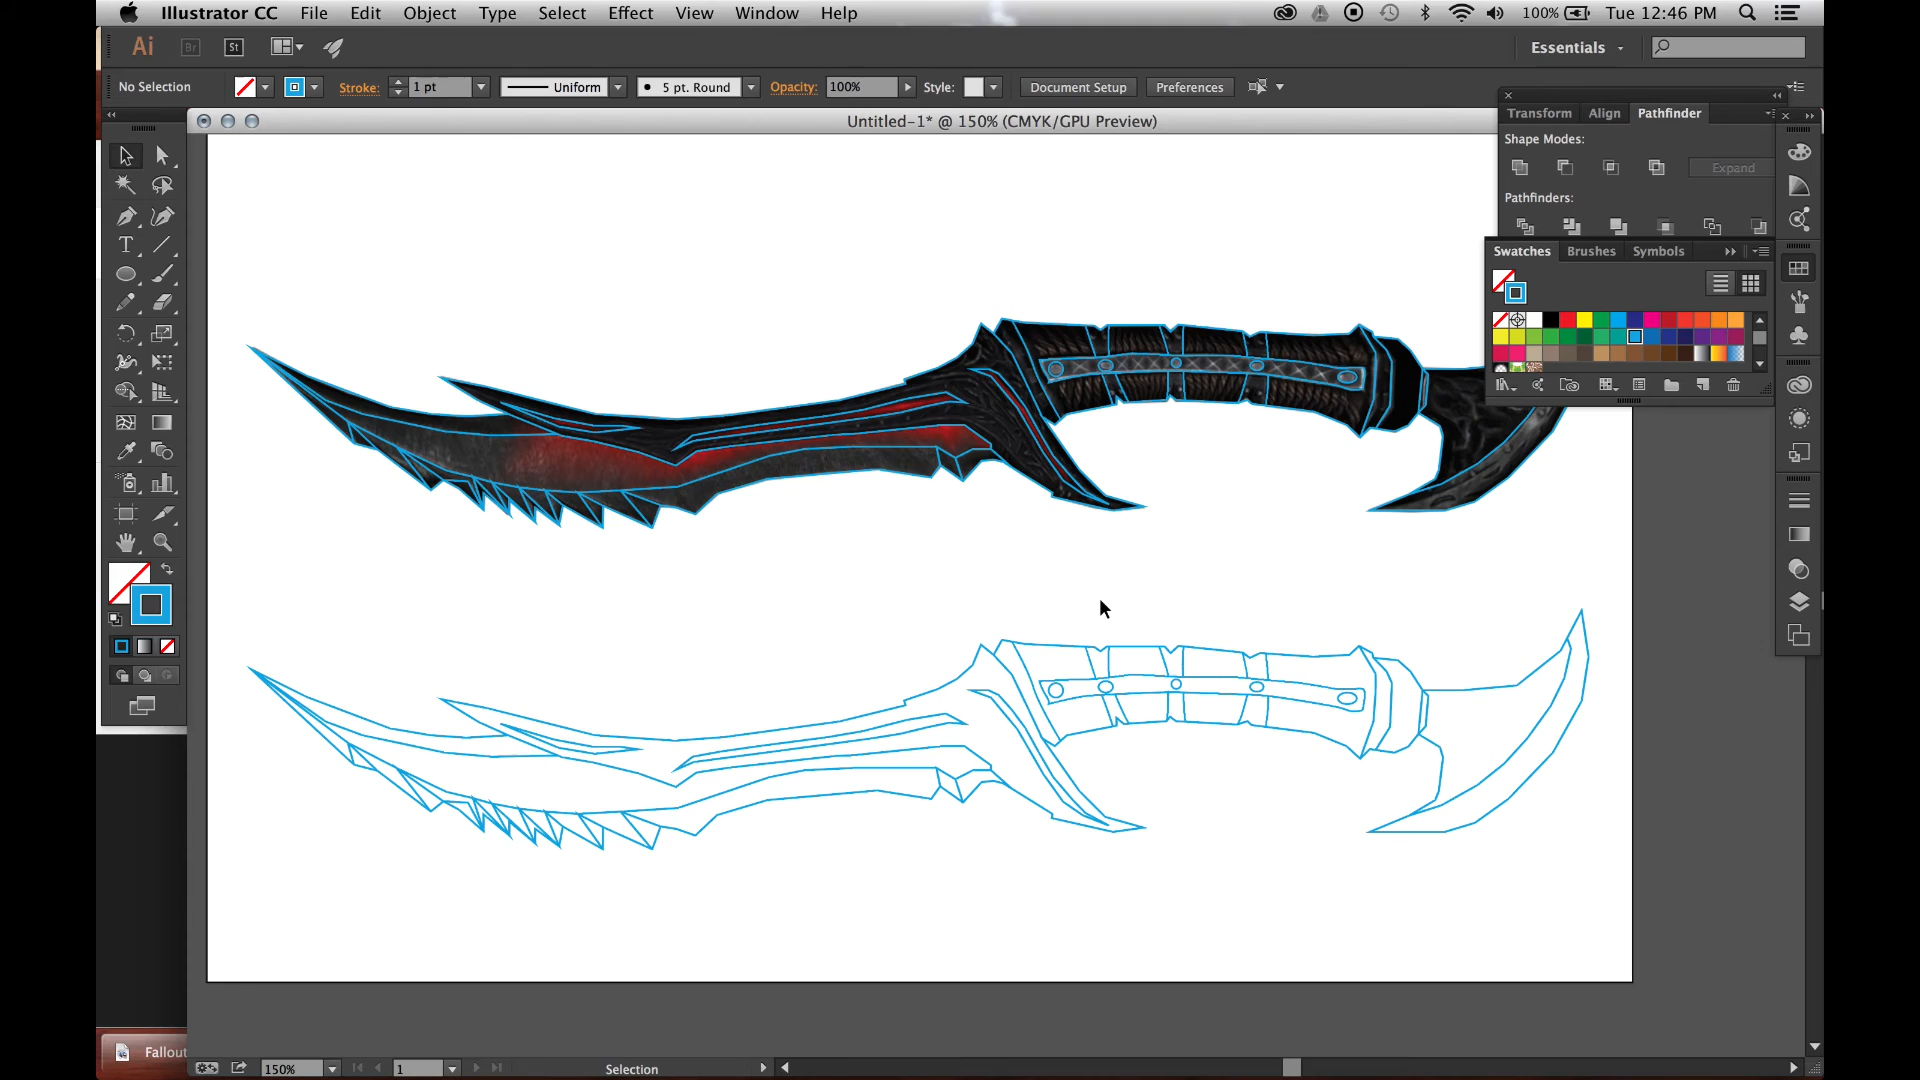 Illustrator CC File Edit Object Type Select Effect View Window Help 100% Tue 12:46 PM
Ai Br St Essentials
No Selection Stroke: 1 pt Uniform 5 pt. Round Opacity: 100% Style: Document Setup Preferences
Untitled-1* @ 150% (CMYK/GPU Preview)
Transform Align Pathfinder
Shape Modes:
Expand
Pathfinders:
Swatches Brushes Symbols
T
Fallout
150% 1 Selection